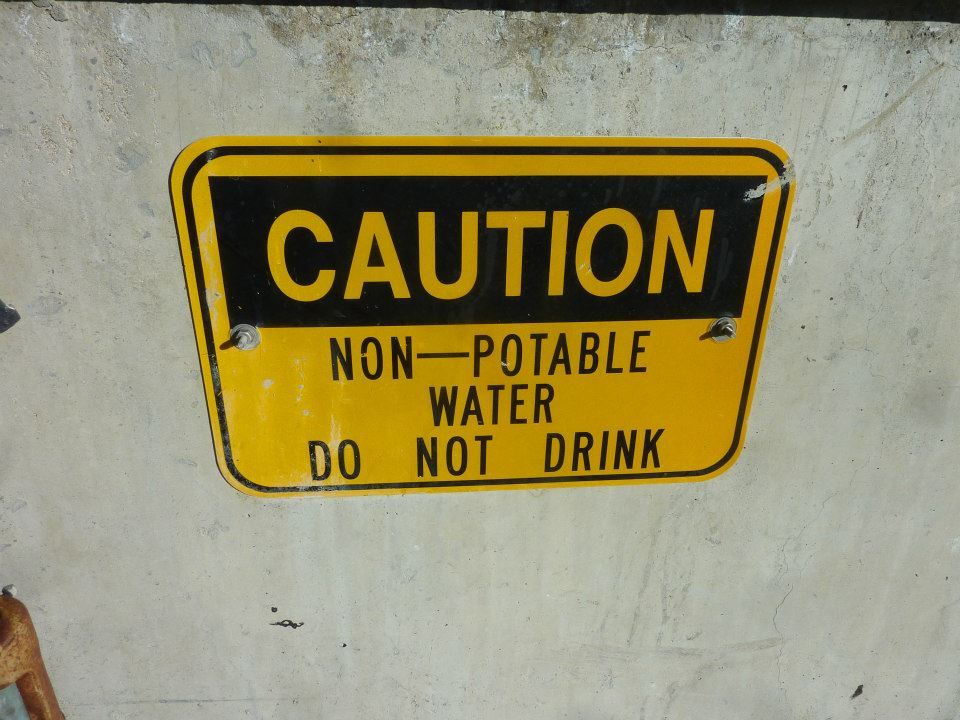 CAUTION
NON—POTABLE
WATER
DO NOT DRINK